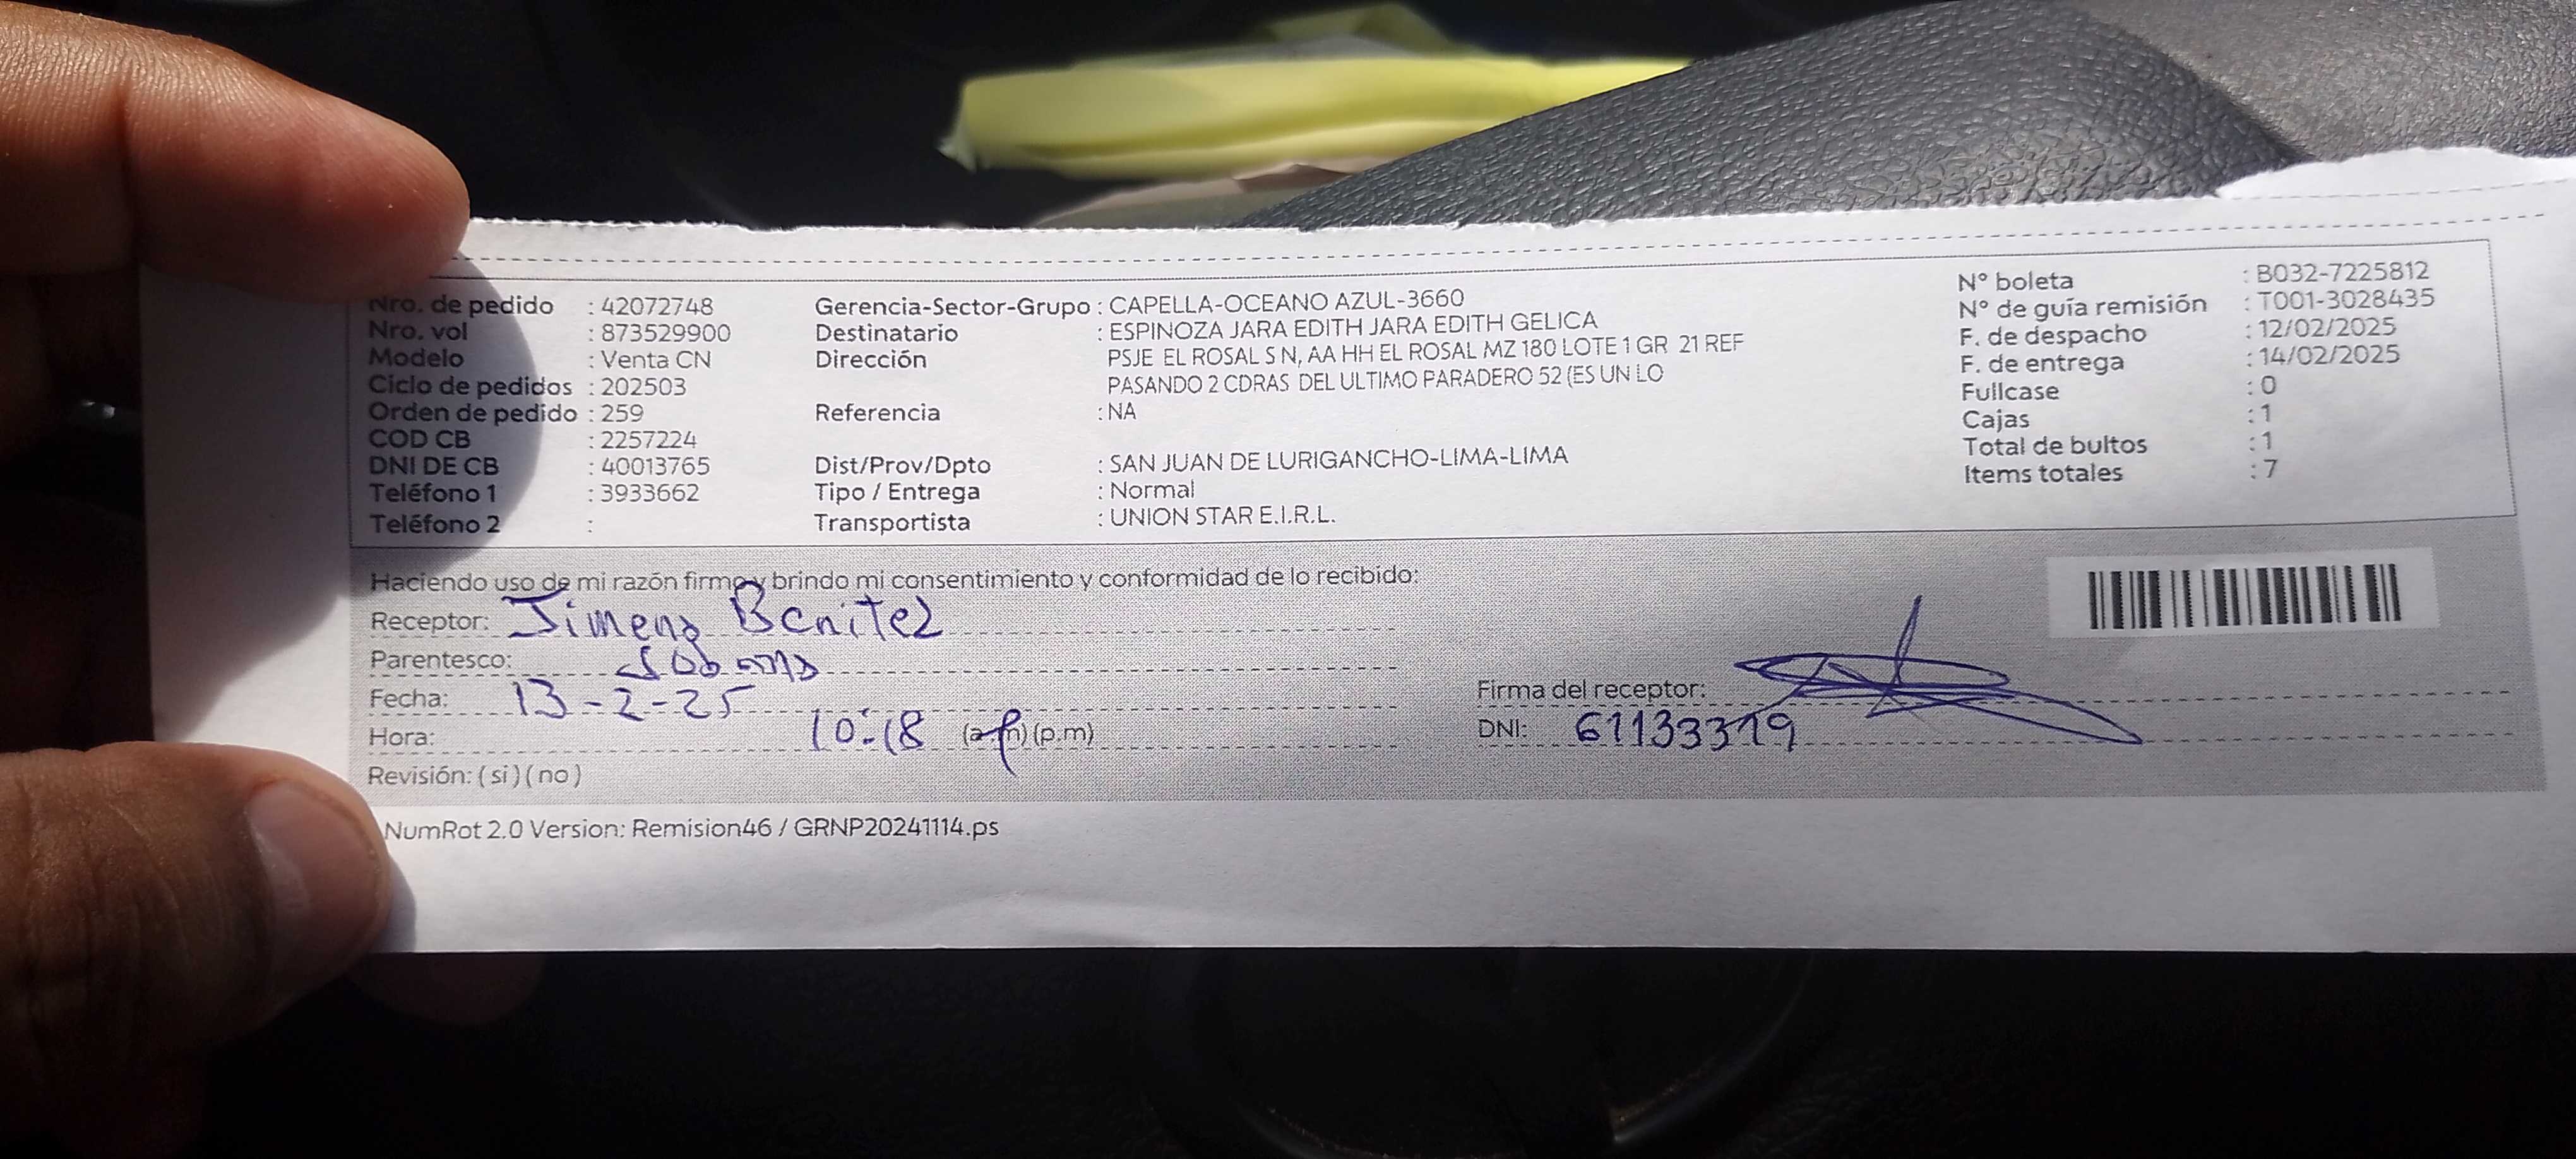 Nro. de pedido : 42072748
Nro. vol : 873529900
Modelo : Venta CN
Ciclo de pedidos : 202503
Orden de pedido : 259
COD CB : 2257224
DNI DE CB : 40013765
Teléfono 1 : 3933662
Teléfono 2 :
Gerencia-Sector-Grupo : CAPELLA-OCEANO AZUL-3660
Destinatario : ESPINOZA JARA EDITH JARA EDITH GELICA
Dirección PSJE EL ROSAL S N, AA HH EL ROSAL MZ 180 LOTE 1 GR 21 REF
PASANDO 2 CDRAS DEL ULTIMO PARADERO 52 (ES UN LO
Referencia : NA
Dist/Prov/Dpto : SAN JUAN DE LURIGANCHO-LIMA-LIMA
Tipo / Entrega : Normal
Transportista : UNION STAR E.I.R.L.
N° boleta : B032-7225812
N° de guía remisión : T001-3028435
F. de despacho : 12/02/2025
F. de entrega : 14/02/2025
Fullcase : 0
Cajas : 1
Total de bultos : 1
Items totales : 7
Haciendo uso de mi razón firmo y brindo mi consentimiento y conformidad de lo recibido:
Receptor: Jimena Benitez
Parentesco:
Fecha: 13-2-25
Hora: 10:18 (a.m) (p.m)
Revisión: (si) (no)
Firma del receptor:
DNI: 61133319
NumRot 2.0 Version: Remision46 / GRNP20241114.ps